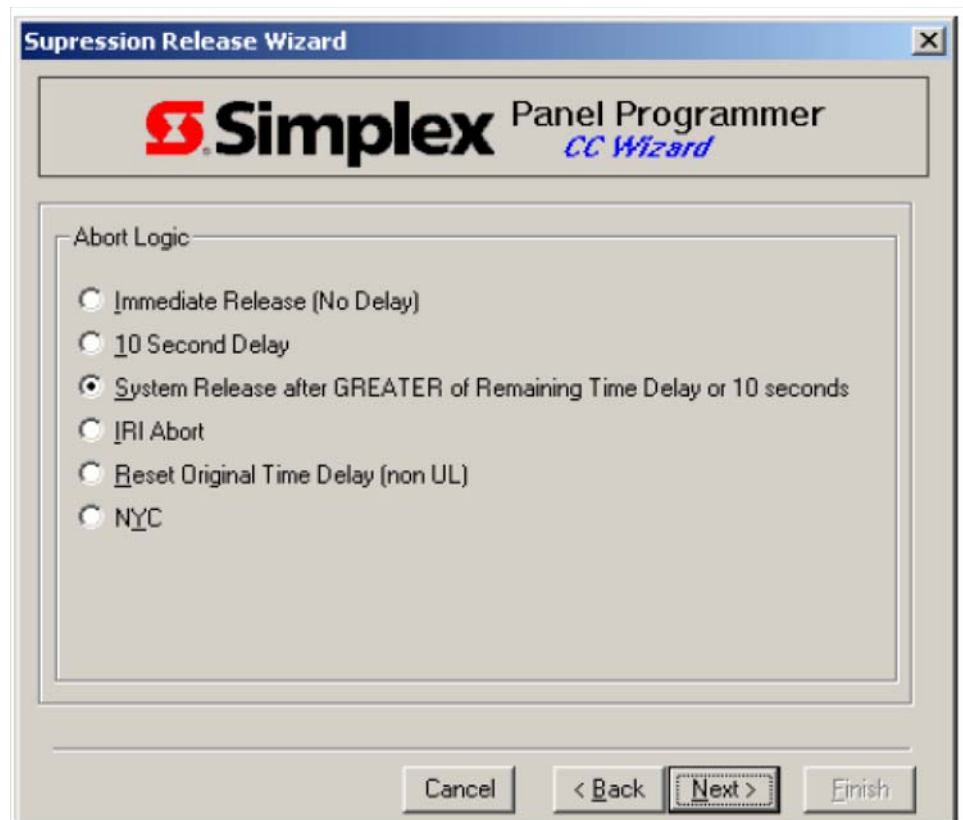 Supression Release Wizard
Simplex Panel Programmer
CC Wizard
Abort Logic
Immediate Release (No Delay)
10 Second Delay
System Release after GREATER of Remaining Time Delay or 10 seconds
IRI Abort
Reset Original Time Delay (non UL)
NYC
Cancel
< Back
Next >
Finish